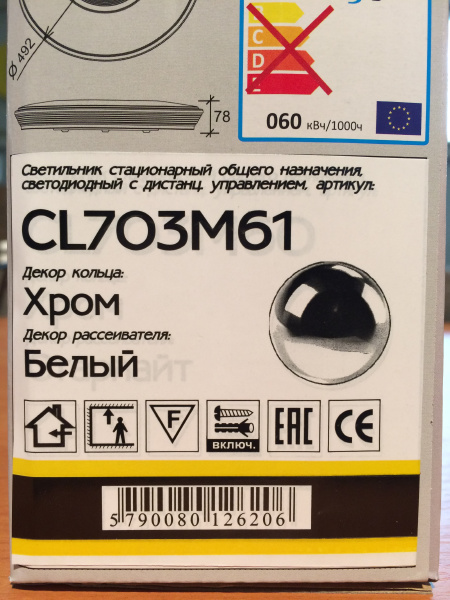 Ø 492
78
C
D
E
060 кВч/1000ч
Светильник стационарный общего назначения,
светодиодный с дистанц. управлением, артикул:
CL703M61
Декор кольца:
Хром
Декор рассеивателя:
Белый
F
ВКЛЮЧ.
EAC
CE
5 790080 126206